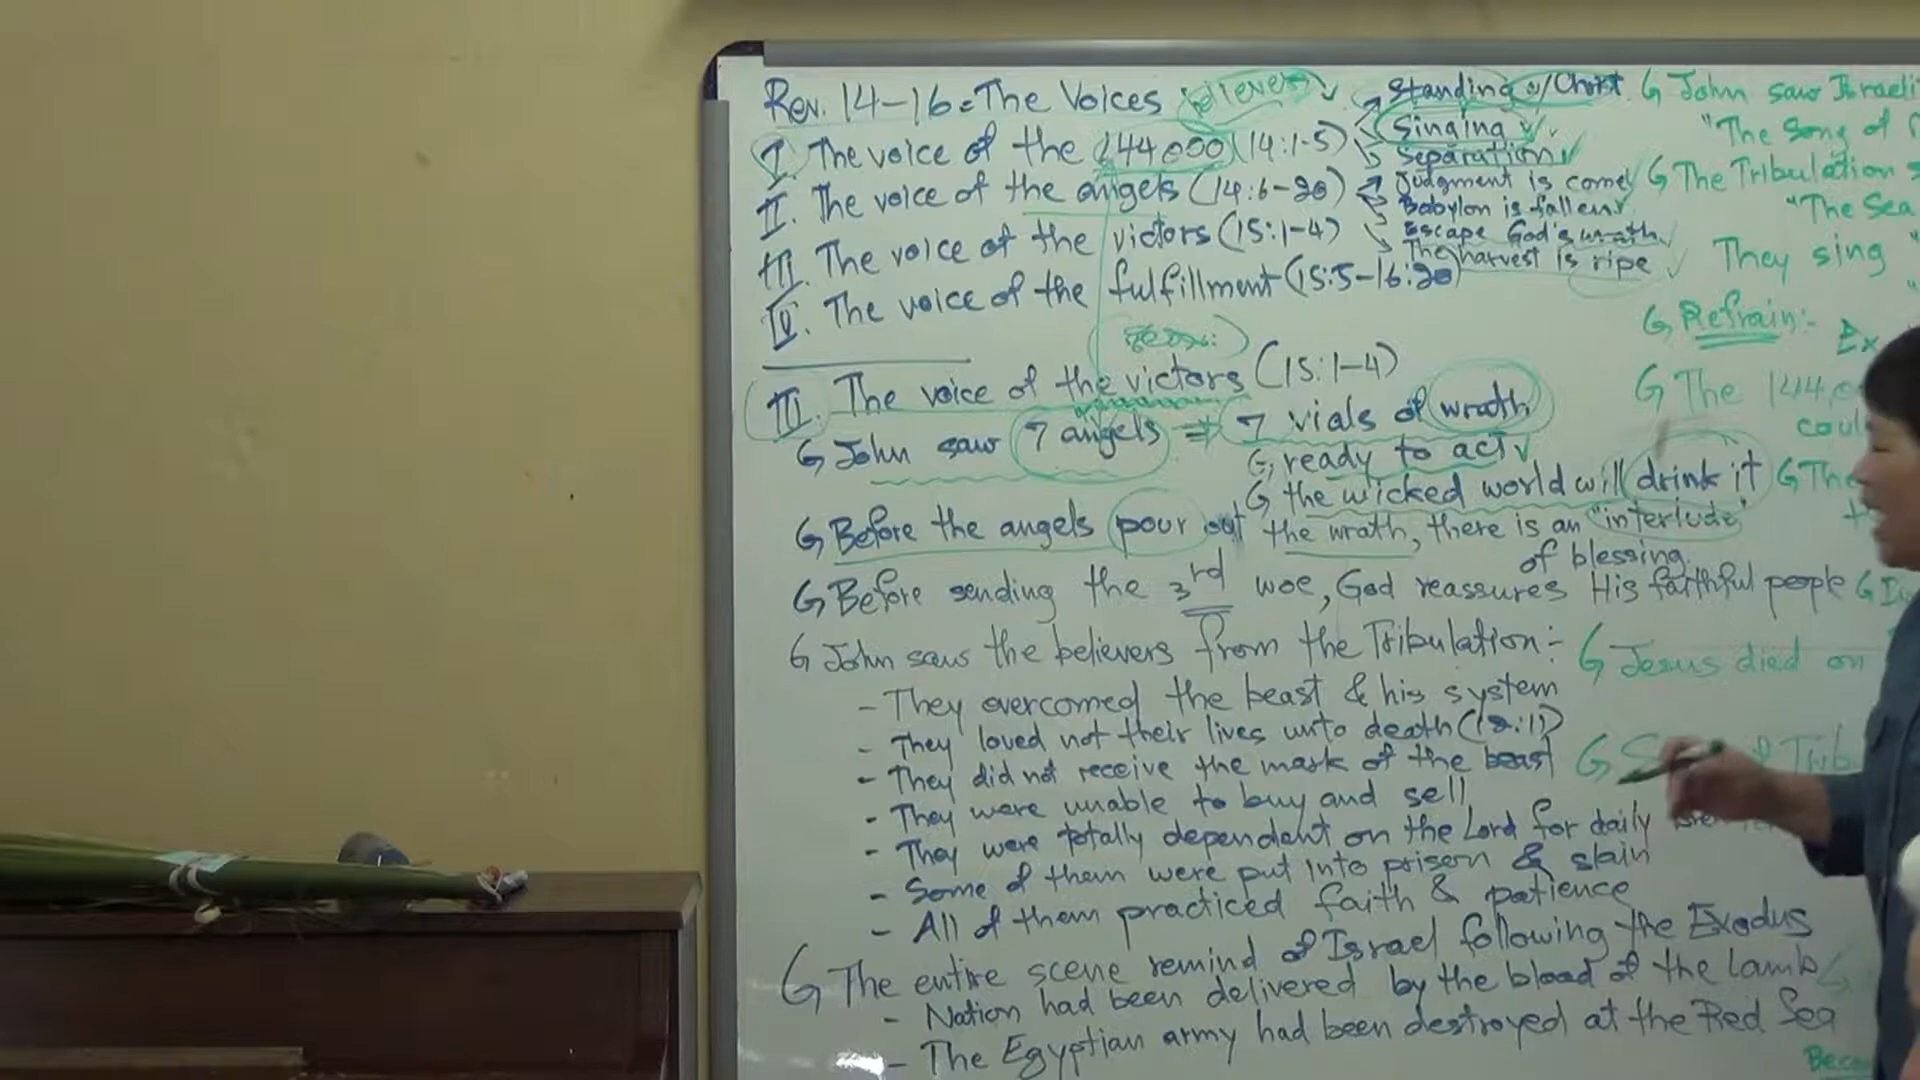 Rev. 14-16 = The Voices
believers
I. The voice of the 144000 (14:1-5)
Standing w/Christ
Singing
Separation
II. The voice of the angels (14:6-20)
Judgment is come
Babylon is fallen
Escape God's wrath
The harvest is ripe
III. The voice of the victors (15:1-4)
IV. The voice of the fulfillment (15:5-16:20
III. The voice of the victors (15:1-4)
John saw 7 angels ⇒ 7 vials of wrath
ready to act
the wicked world will drink it
Before the angels pour out the wrath, there is an "interlude"
of blessing.
Before sending the 3rd woe, God reassures His faithful people
John saw the believers from the Tribulation:-
- They overcomed the beast & his system
- They loved not their lives unto death (12:11)
- They did not receive the mask of the beast
- They were unable to buy and sell
- They were totally dependent on the Lord for daily
- Some of them were put into prison & slain
- All of them practiced faith & patience
The entire scene remind of Israel following the Exodus
- Nation had been delivered by the blood of the lamb
- The Egyptian army had been destroyed at the Red Sea
John saw Israeli
"The Song of
The Tribulation
"The Sea
They sing
Refrain:- Ex
The 144,0
Jesus died on